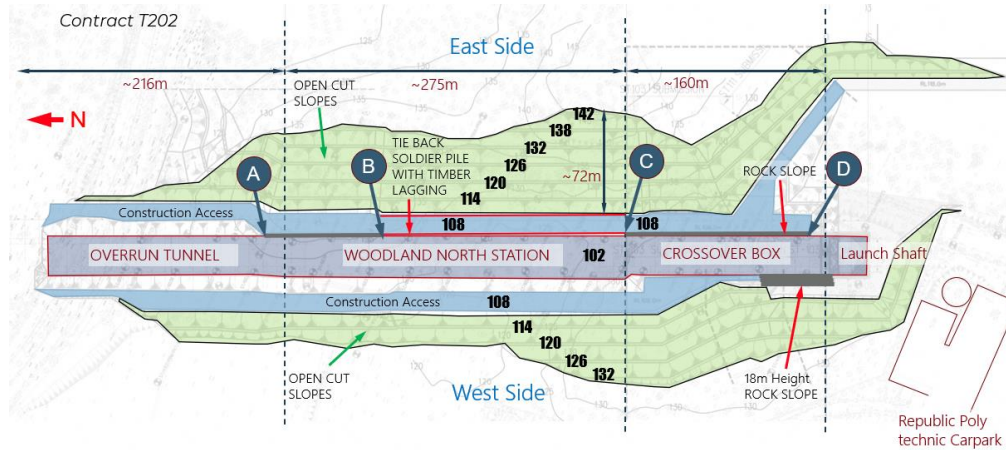 Contract T202
East Side
~216m
~275m
~160m
OPEN CUT
SLOPES
N
142
138
132
126
120
114
TIE BACK
SOLDIER PILE
WITH TIMBER
LAGGING
~72m
A
B
C
D
ROCK SLOPE
Construction Access
108
108
OVERRUN TUNNEL
WOODLAND NORTH STATION
102
CROSSOVER BOX
Launch Shaft
Construction Access
108
114
120
126
132
OPEN CUT
SLOPES
West Side
18m Height
ROCK SLOPE
Republic Poly
technic Carpark